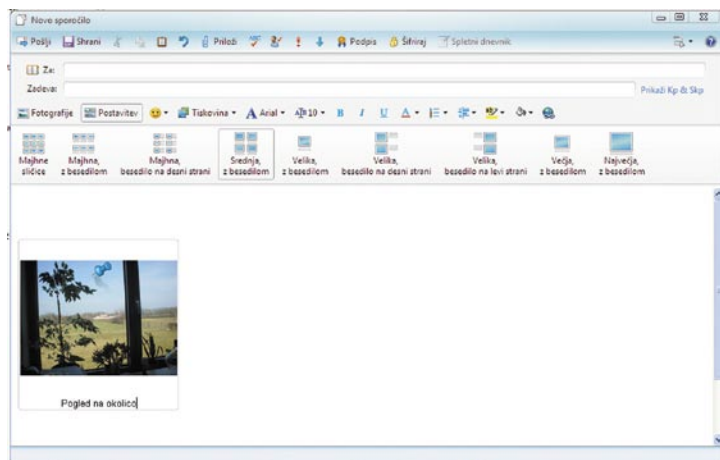 Novo sporočilo
Pošlji Shrani Priloži Podpis Šifriraj Spletni dnevnik
Za:
Zadeva: Prikaži Kp & Skp
Fotografije Postavitev Tiskovina A Arial 10 B I U A
Majhne sličice
Majhna, z besedilom
Majhna, besedilo na desni strani
Srednja, z besedilom
Velika, z besedilom
Velika, besedilo na desni strani
Velika, besedilo na levi strani
Večja, z besedilom
Največja, z besedilom
Pogled na okolico